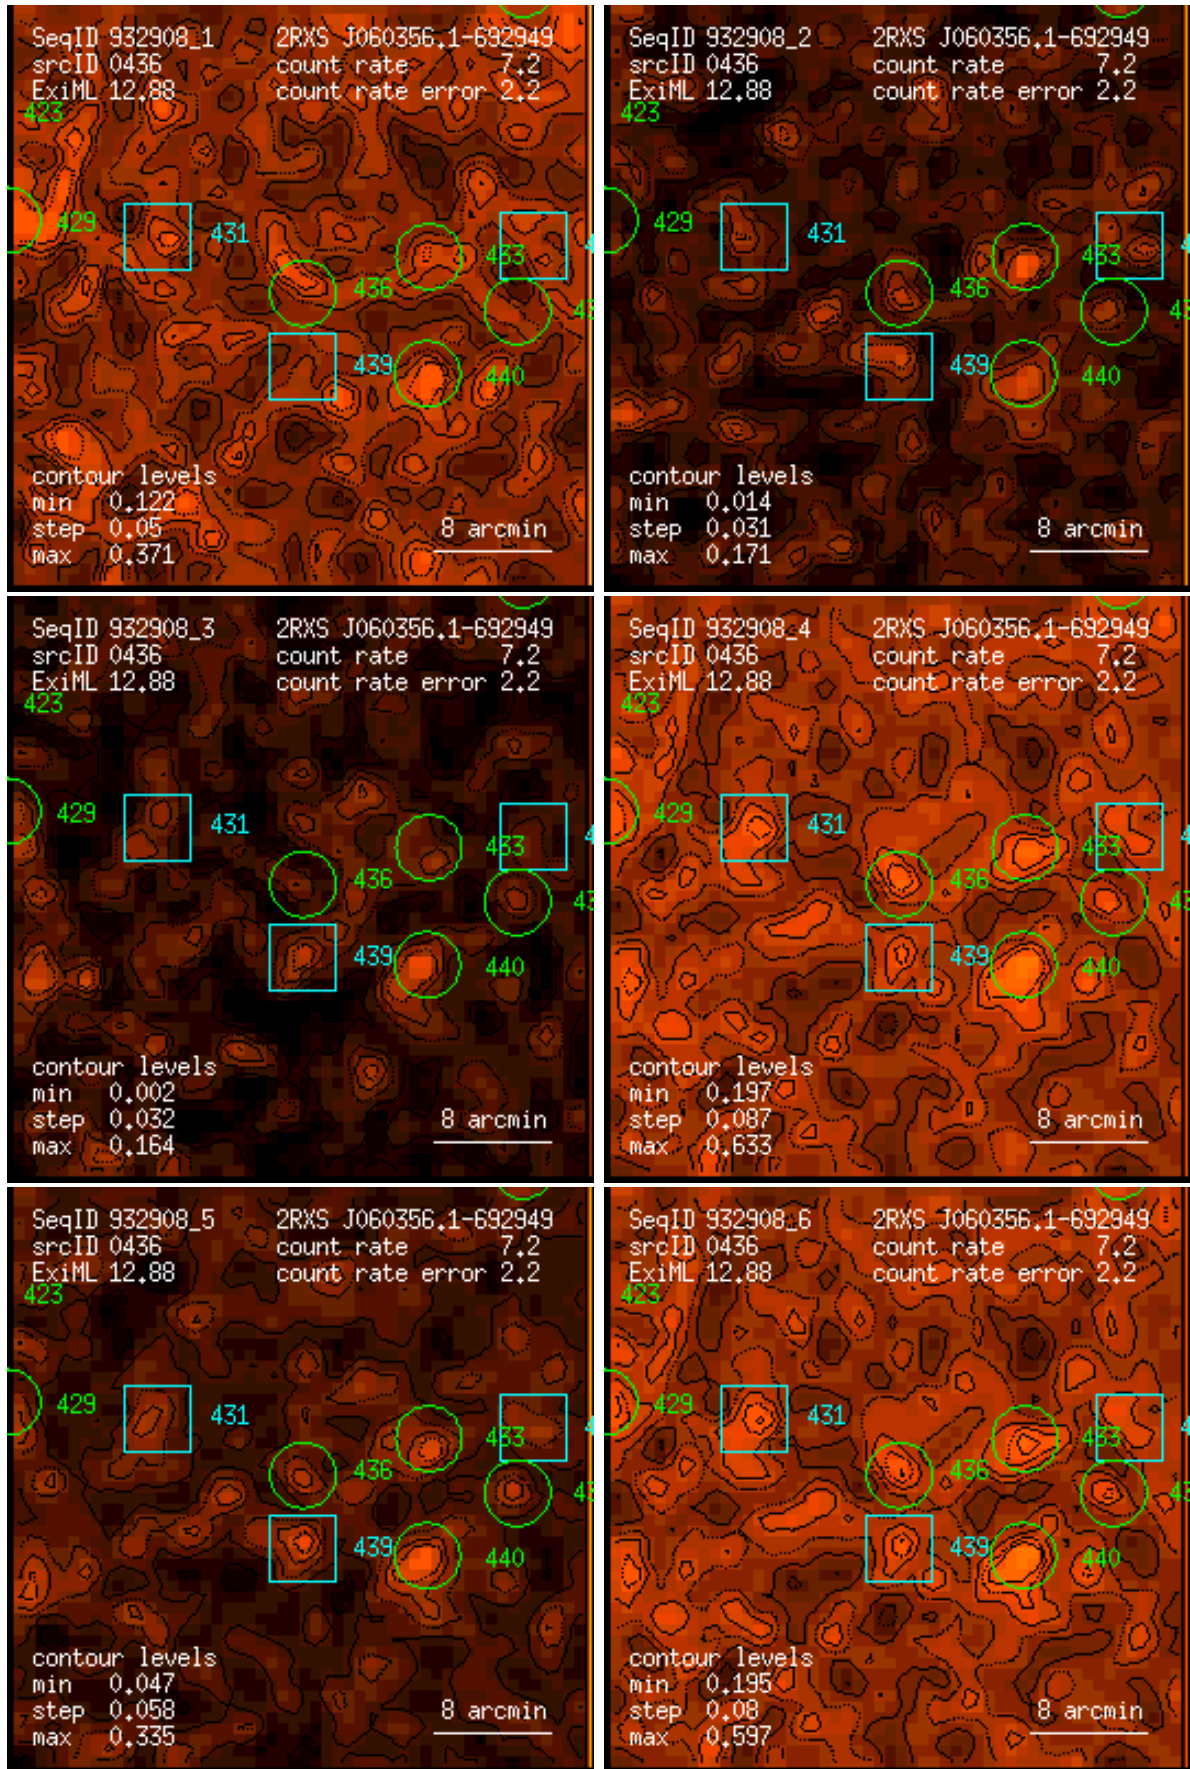 SeqID 932908_1 2RXS J060356.1-692949
srcID 0436 count rate 7.2
ExiML 12.88 count rate error 2.2
423
429
431
433
436
439
440
contour levels
min 0.122
step 0.05
max 0.371
8 arcmin
SeqID 932908_2 2RXS J060356.1-692949
srcID 0436 count rate 7.2
ExiML 12.88 count rate error 2.2
423
429
431
433
436
439
440
contour levels
min 0.014
step 0.031
max 0.171
8 arcmin
SeqID 932908_3 2RXS J060356.1-692949
srcID 0436 count rate 7.2
ExiML 12.88 count rate error 2.2
423
429
431
433
436
439
440
contour levels
min 0.002
step 0.032
max 0.164
8 arcmin
SeqID 932908_4 2RXS J060356.1-692949
srcID 0436 count rate 7.2
ExiML 12.88 count rate error 2.2
423
429
431
433
436
439
440
contour levels
min 0.197
step 0.087
max 0.633
8 arcmin
SeqID 932908_5 2RXS J060356.1-692949
srcID 0436 count rate 7.2
ExiML 12.88 count rate error 2.2
423
429
431
433
436
439
440
contour levels
min 0.047
step 0.058
max 0.335
8 arcmin
SeqID 932908_6 2RXS J060356.1-692949
srcID 0436 count rate 7.2
ExiML 12.88 count rate error 2.2
423
429
431
433
436
439
440
contour levels
min 0.195
step 0.08
max 0.597
8 arcmin